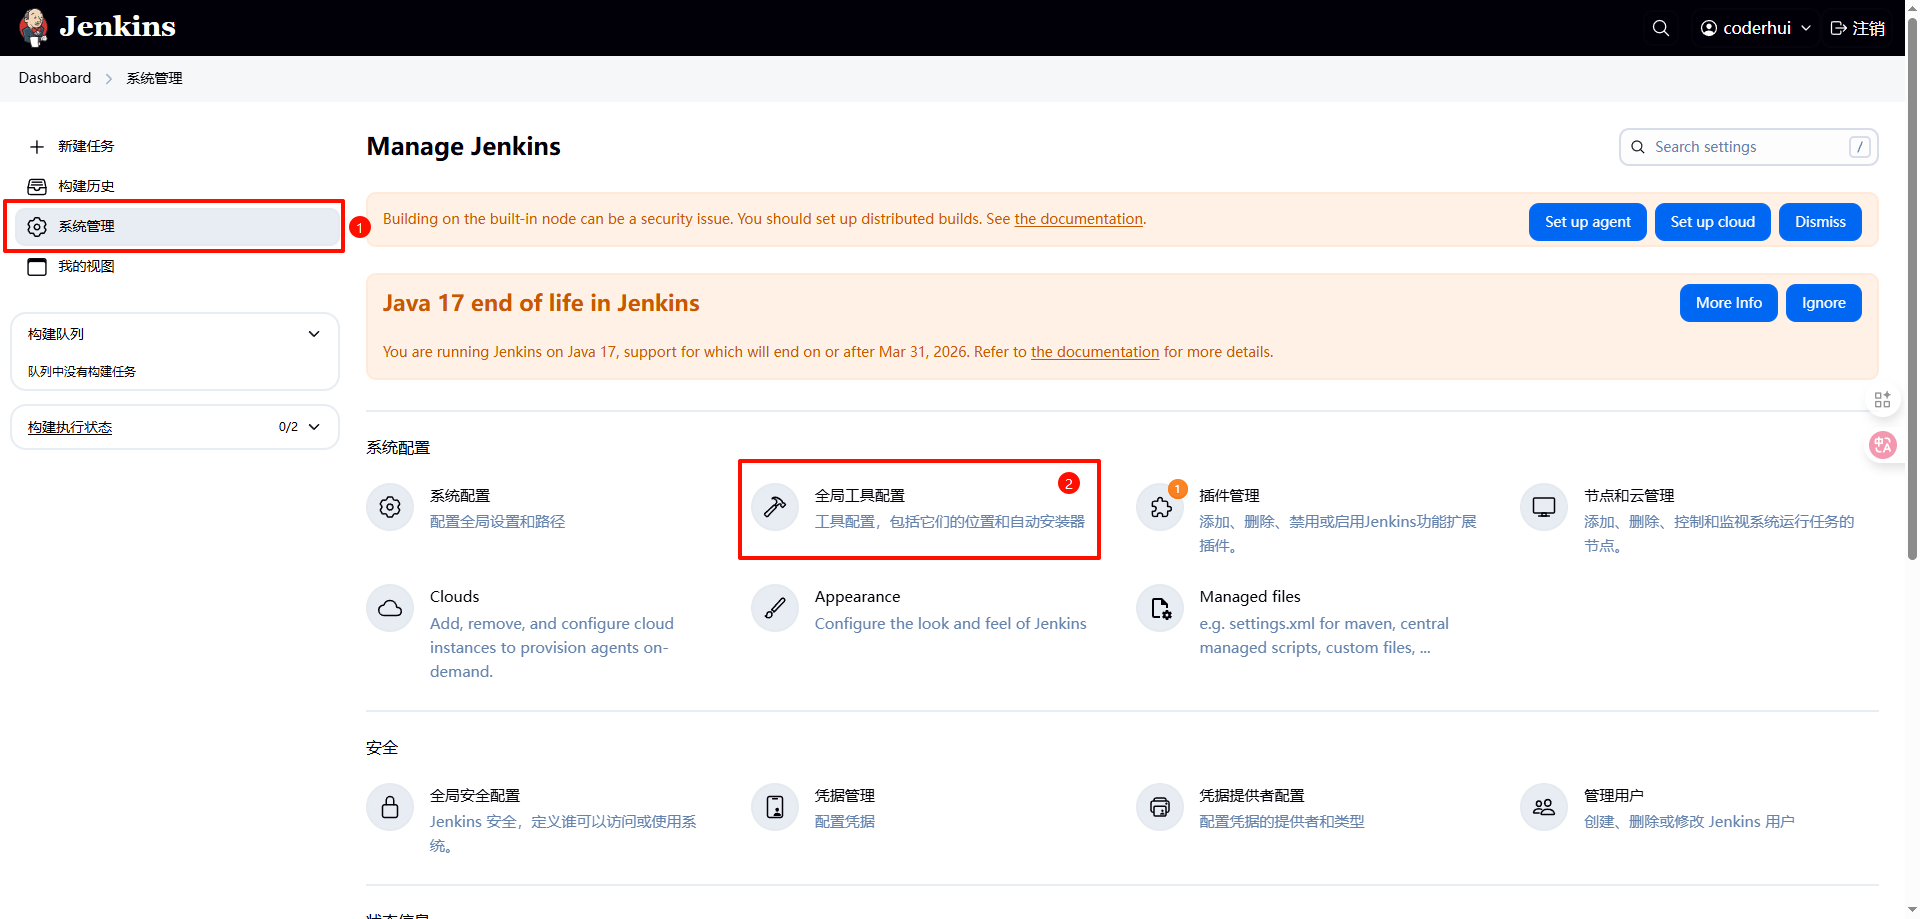 Jenkins
coderhui
注销
Dashboard
系统管理
新建任务
构建历史
系统管理
1
我的视图
构建队列
队列中没有构建任务
构建执行状态
0/2
Manage Jenkins
Search settings
/
Building on the built-in node can be a security issue. You should set up distributed builds. See the documentation.
Set up agent
Set up cloud
Dismiss
Java 17 end of life in Jenkins
More Info
Ignore
You are running Jenkins on Java 17, support for which will end on or after Mar 31, 2026. Refer to the documentation for more details.
系统配置
系统配置
配置全局设置和路径
2
全局工具配置
工具配置，包括它们的位置和自动安装器
1
插件管理
添加、删除、禁用或启用Jenkins功能扩展
插件。
节点和云管理
添加、删除、控制和监视系统运行任务的
节点。
Clouds
Add, remove, and configure cloud
instances to provision agents on-
demand.
Appearance
Configure the look and feel of Jenkins
Managed files
e.g. settings.xml for maven, central
managed scripts, custom files, ...
安全
全局安全配置
Jenkins 安全，定义谁可以访问或使用系
统。
凭据管理
配置凭据
凭据提供者配置
配置凭据的提供者和类型
管理用户
创建、删除或修改 Jenkins 用户
状态信息
中A